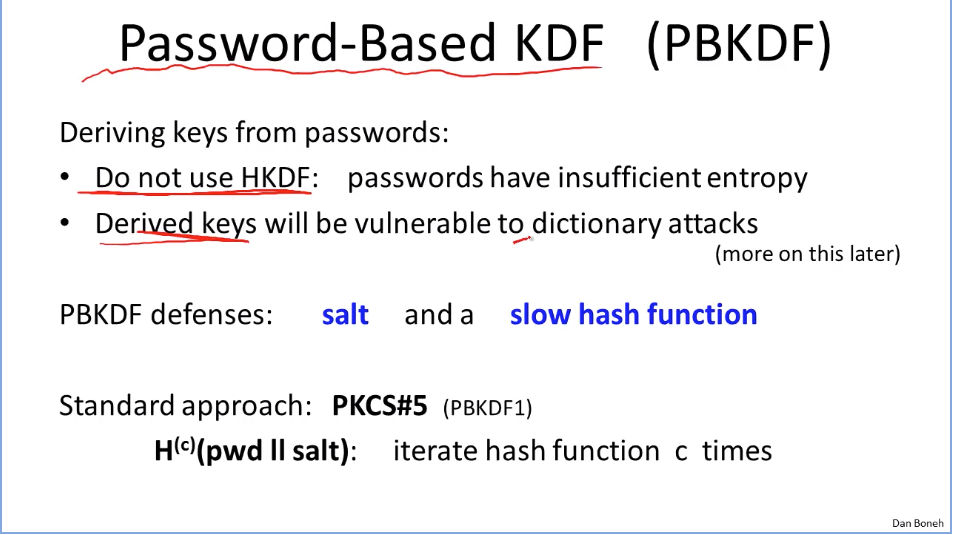 Password-Based KDF (PBKDF)
Deriving keys from passwords:
• Do not use HKDF: passwords have insufficient entropy
• Derived keys will be vulnerable to dictionary attacks
(more on this later)
PBKDF defenses: salt and a slow hash function
Standard approach: PKCS#5 (PBKDF1)
H(c)(pwd ll salt): iterate hash function c times
Dan Boneh